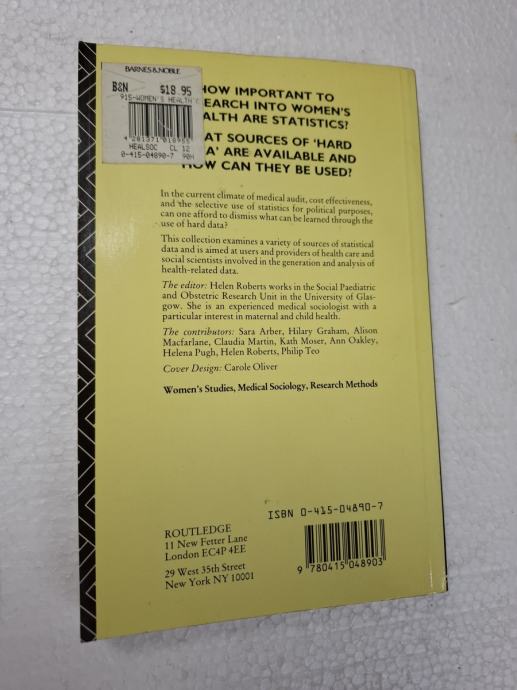 BARNES & NOBLE
B&N $18.95
915-WOMEN'S HEALTH
HEALSOC CL 12
0-415-04890-7 90H
HOW IMPORTANT TO
EARCH INTO WOMEN'S
ALTH ARE STATISTICS?
AT SOURCES OF 'HARD
A' ARE AVAILABLE AND
HOW CAN THEY BE USED?
In the current climate of medical audit, cost effectiveness,
and the selective use of statistics for political purposes,
can one afford to dismiss what can be learned through the
use of hard data?
This collection examines a variety of sources of statistical
data and is aimed at users and providers of health care and
social scientists involved in the generation and analysis of
health-related data.
The editor: Helen Roberts works in the Social Paediatric
and Obstetric Research Unit in the University of Glas-
gow. She is an experienced medical sociologist with a
particular interest in maternal and child health.
The contributors: Sara Arber, Hilary Graham, Alison
Macfarlane, Claudia Martin, Kath Moser, Ann Oakley,
Helena Pugh, Helen Roberts, Philip Teo
Cover Design: Carole Oliver
Women's Studies, Medical Sociology, Research Methods
ISBN 0-415-04890-7
ROUTLEDGE
11 New Fetter Lane
London EC4P 4EE
29 West 35th Street
New York NY 10001
9 780415 048903